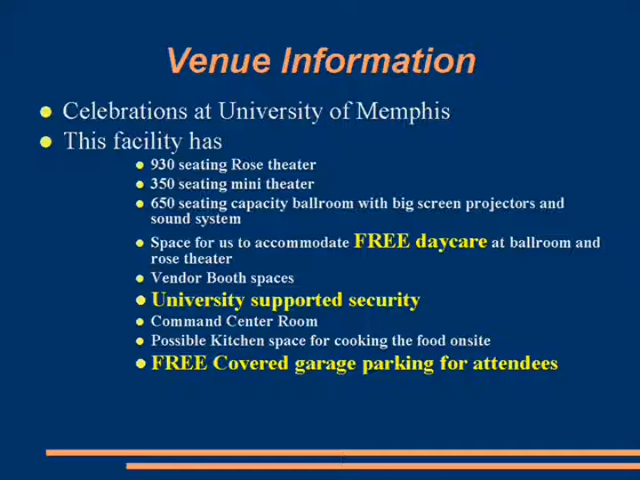 Venue Information
Celebrations at University of Memphis
This facility has
930 seating Rose theater
350 seating mini theater
650 seating capacity ballroom with big screen projectors and
sound system
Space for us to accommodate FREE daycare at ballroom and
rose theater
Vendor Booth spaces
University supported security
Command Center Room
Possible Kitchen space for cooking the food onsite
FREE Covered garage parking for attendees